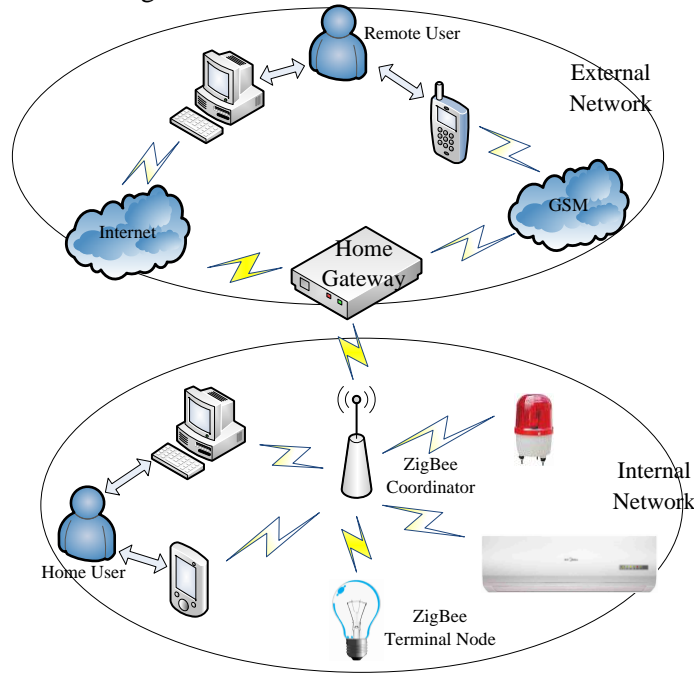 Remote User
External
Network
Internet
GSM
Home
Gateway
ZigBee
Coordinator
Internal
Network
Home User
ZigBee
Terminal Node